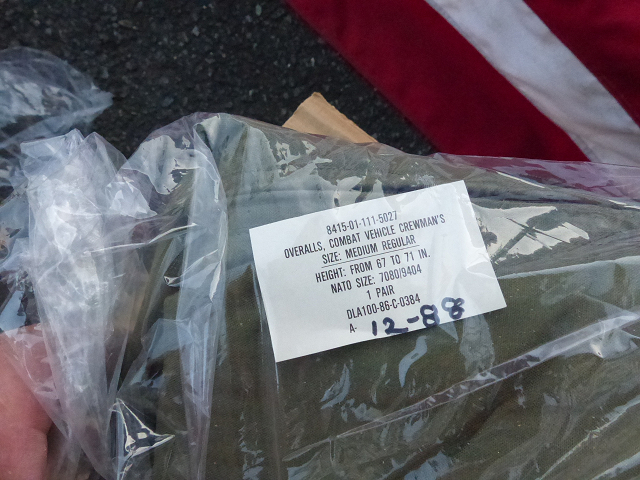 8415-01-111-5027
OVERALLS, COMBAT VEHICLE CREWMAN'S
SIZE: MEDIUM REGULAR
HEIGHT: FROM 67 TO 71 IN.
NATO SIZE: 7080/9404
1 PAIR
DLA100-86-C-0384
A- 12-88